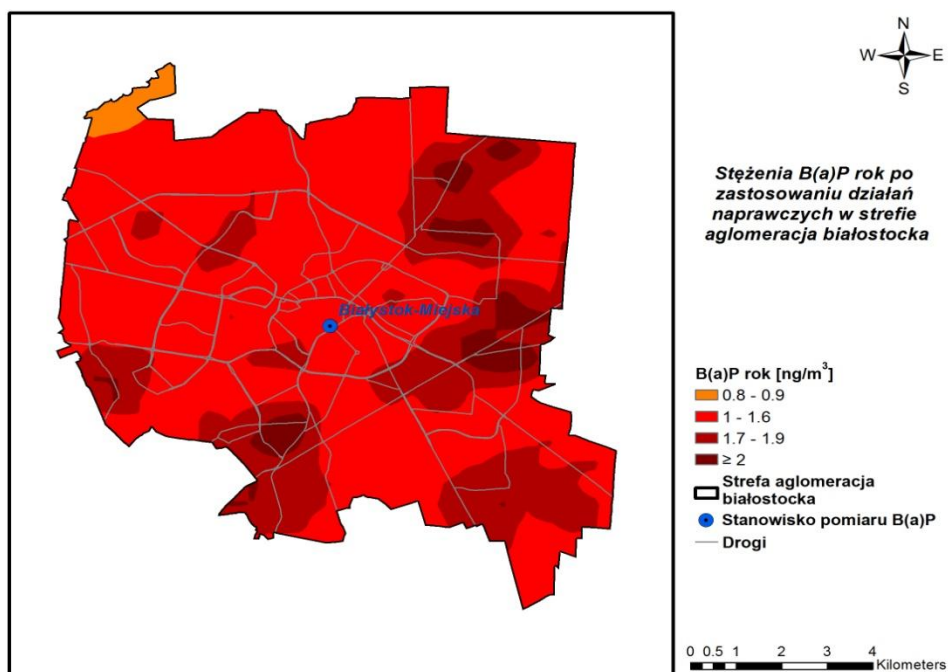 N
W E
S
Stężenia B(a)P rok po
zastosowaniu działań
naprawczych w strefie
aglomeracja białostocka
Białystok-Miejska
B(a)P rok [ng/m³]
0.8 - 0.9
1 - 1.6
1.7 - 1.9
≥ 2
Strefa aglomeracja
białostocka
Stanowisko pomiaru B(a)P
Drogi
0 0.5 1 2 3 4
Kilometers